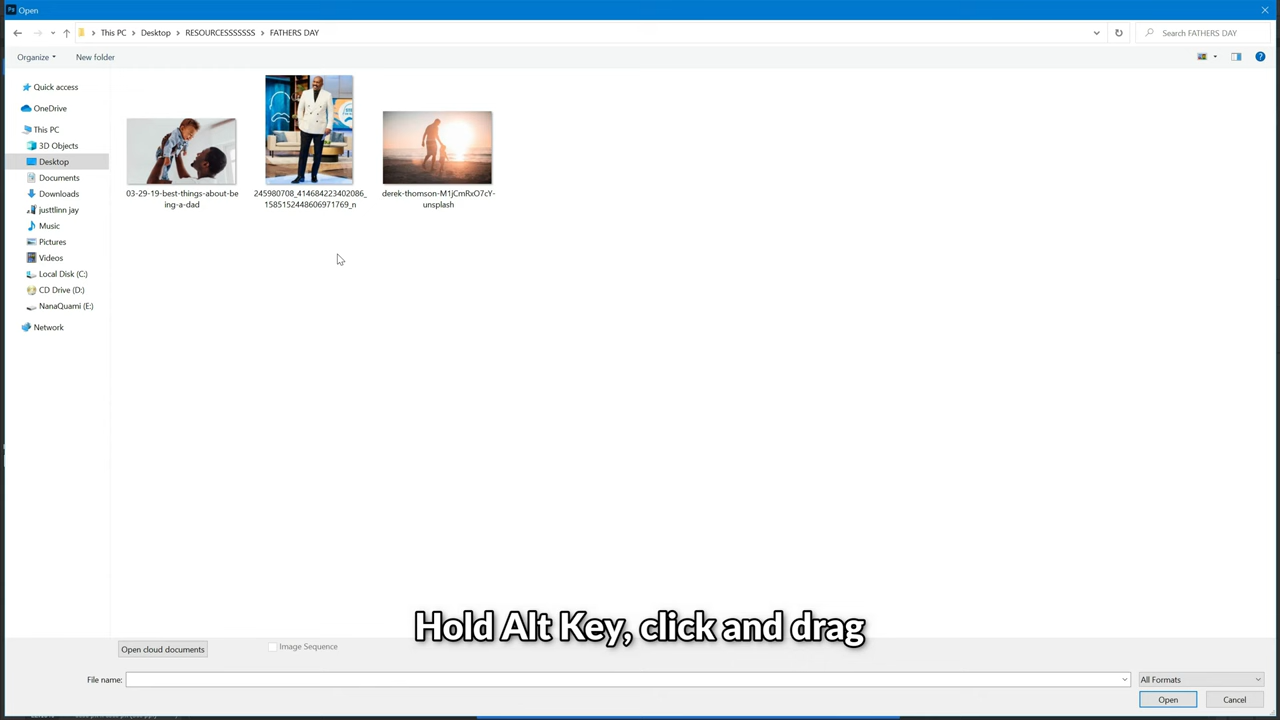 Ps Open
This PC > Desktop > RESOURCESSSSSSS > FATHERS DAY
Search FATHERS DAY
Organize
New folder
Quick access
OneDrive
This PC
3D Objects
Desktop
Documents
Downloads
justtlinn jay
Music
Pictures
Videos
Local Disk (C:)
CD Drive (D:)
NanaQuami (E:)
Network
03-29-19-best-things-about-be
ing-a-dad
245980708_414684223402086_
1585152448606971769_n
derek-thomson-M1jCmRxO7cY-
unsplash
Hold Alt Key, click and drag
Open cloud documents
Image Sequence
File name:
All Formats
Open
Cancel